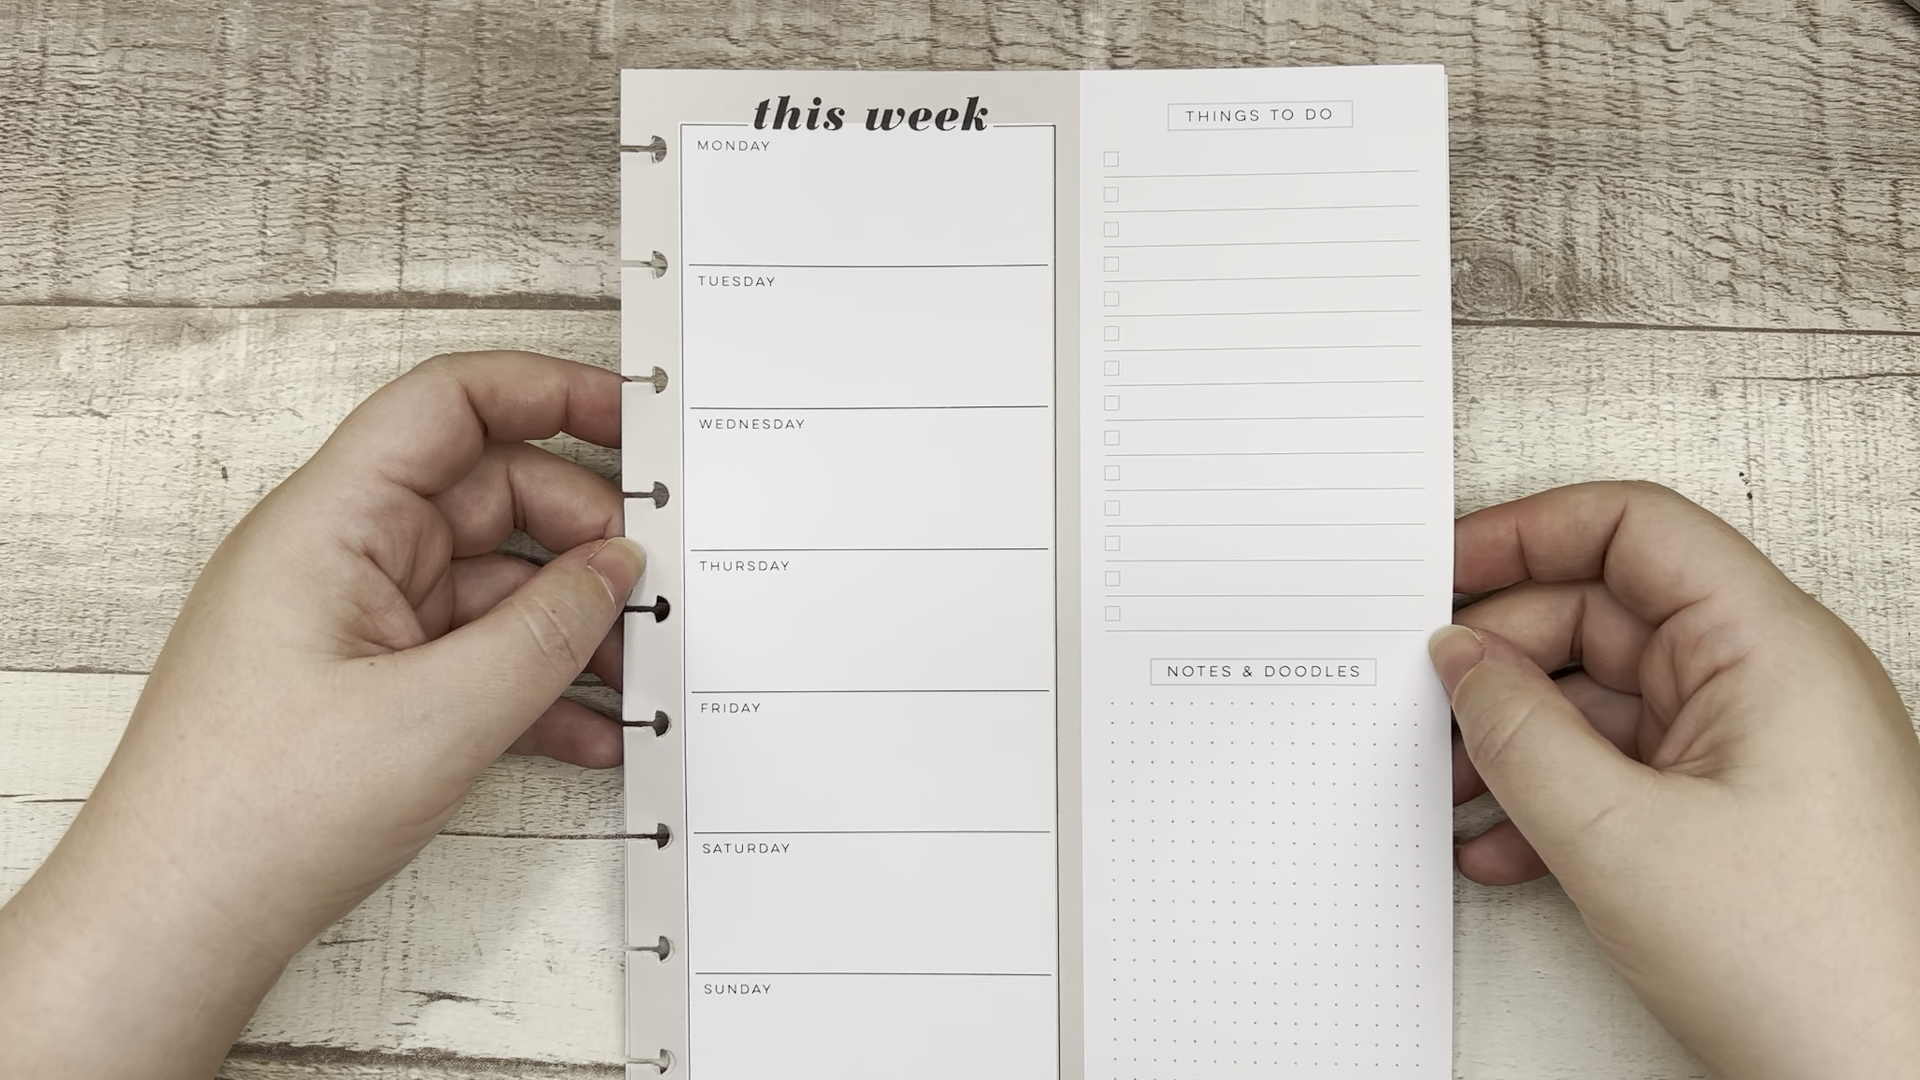 this week
MONDAY
TUESDAY
WEDNESDAY
THURSDAY
FRIDAY
SATURDAY
SUNDAY
THINGS TO DO
NOTES & DOODLES